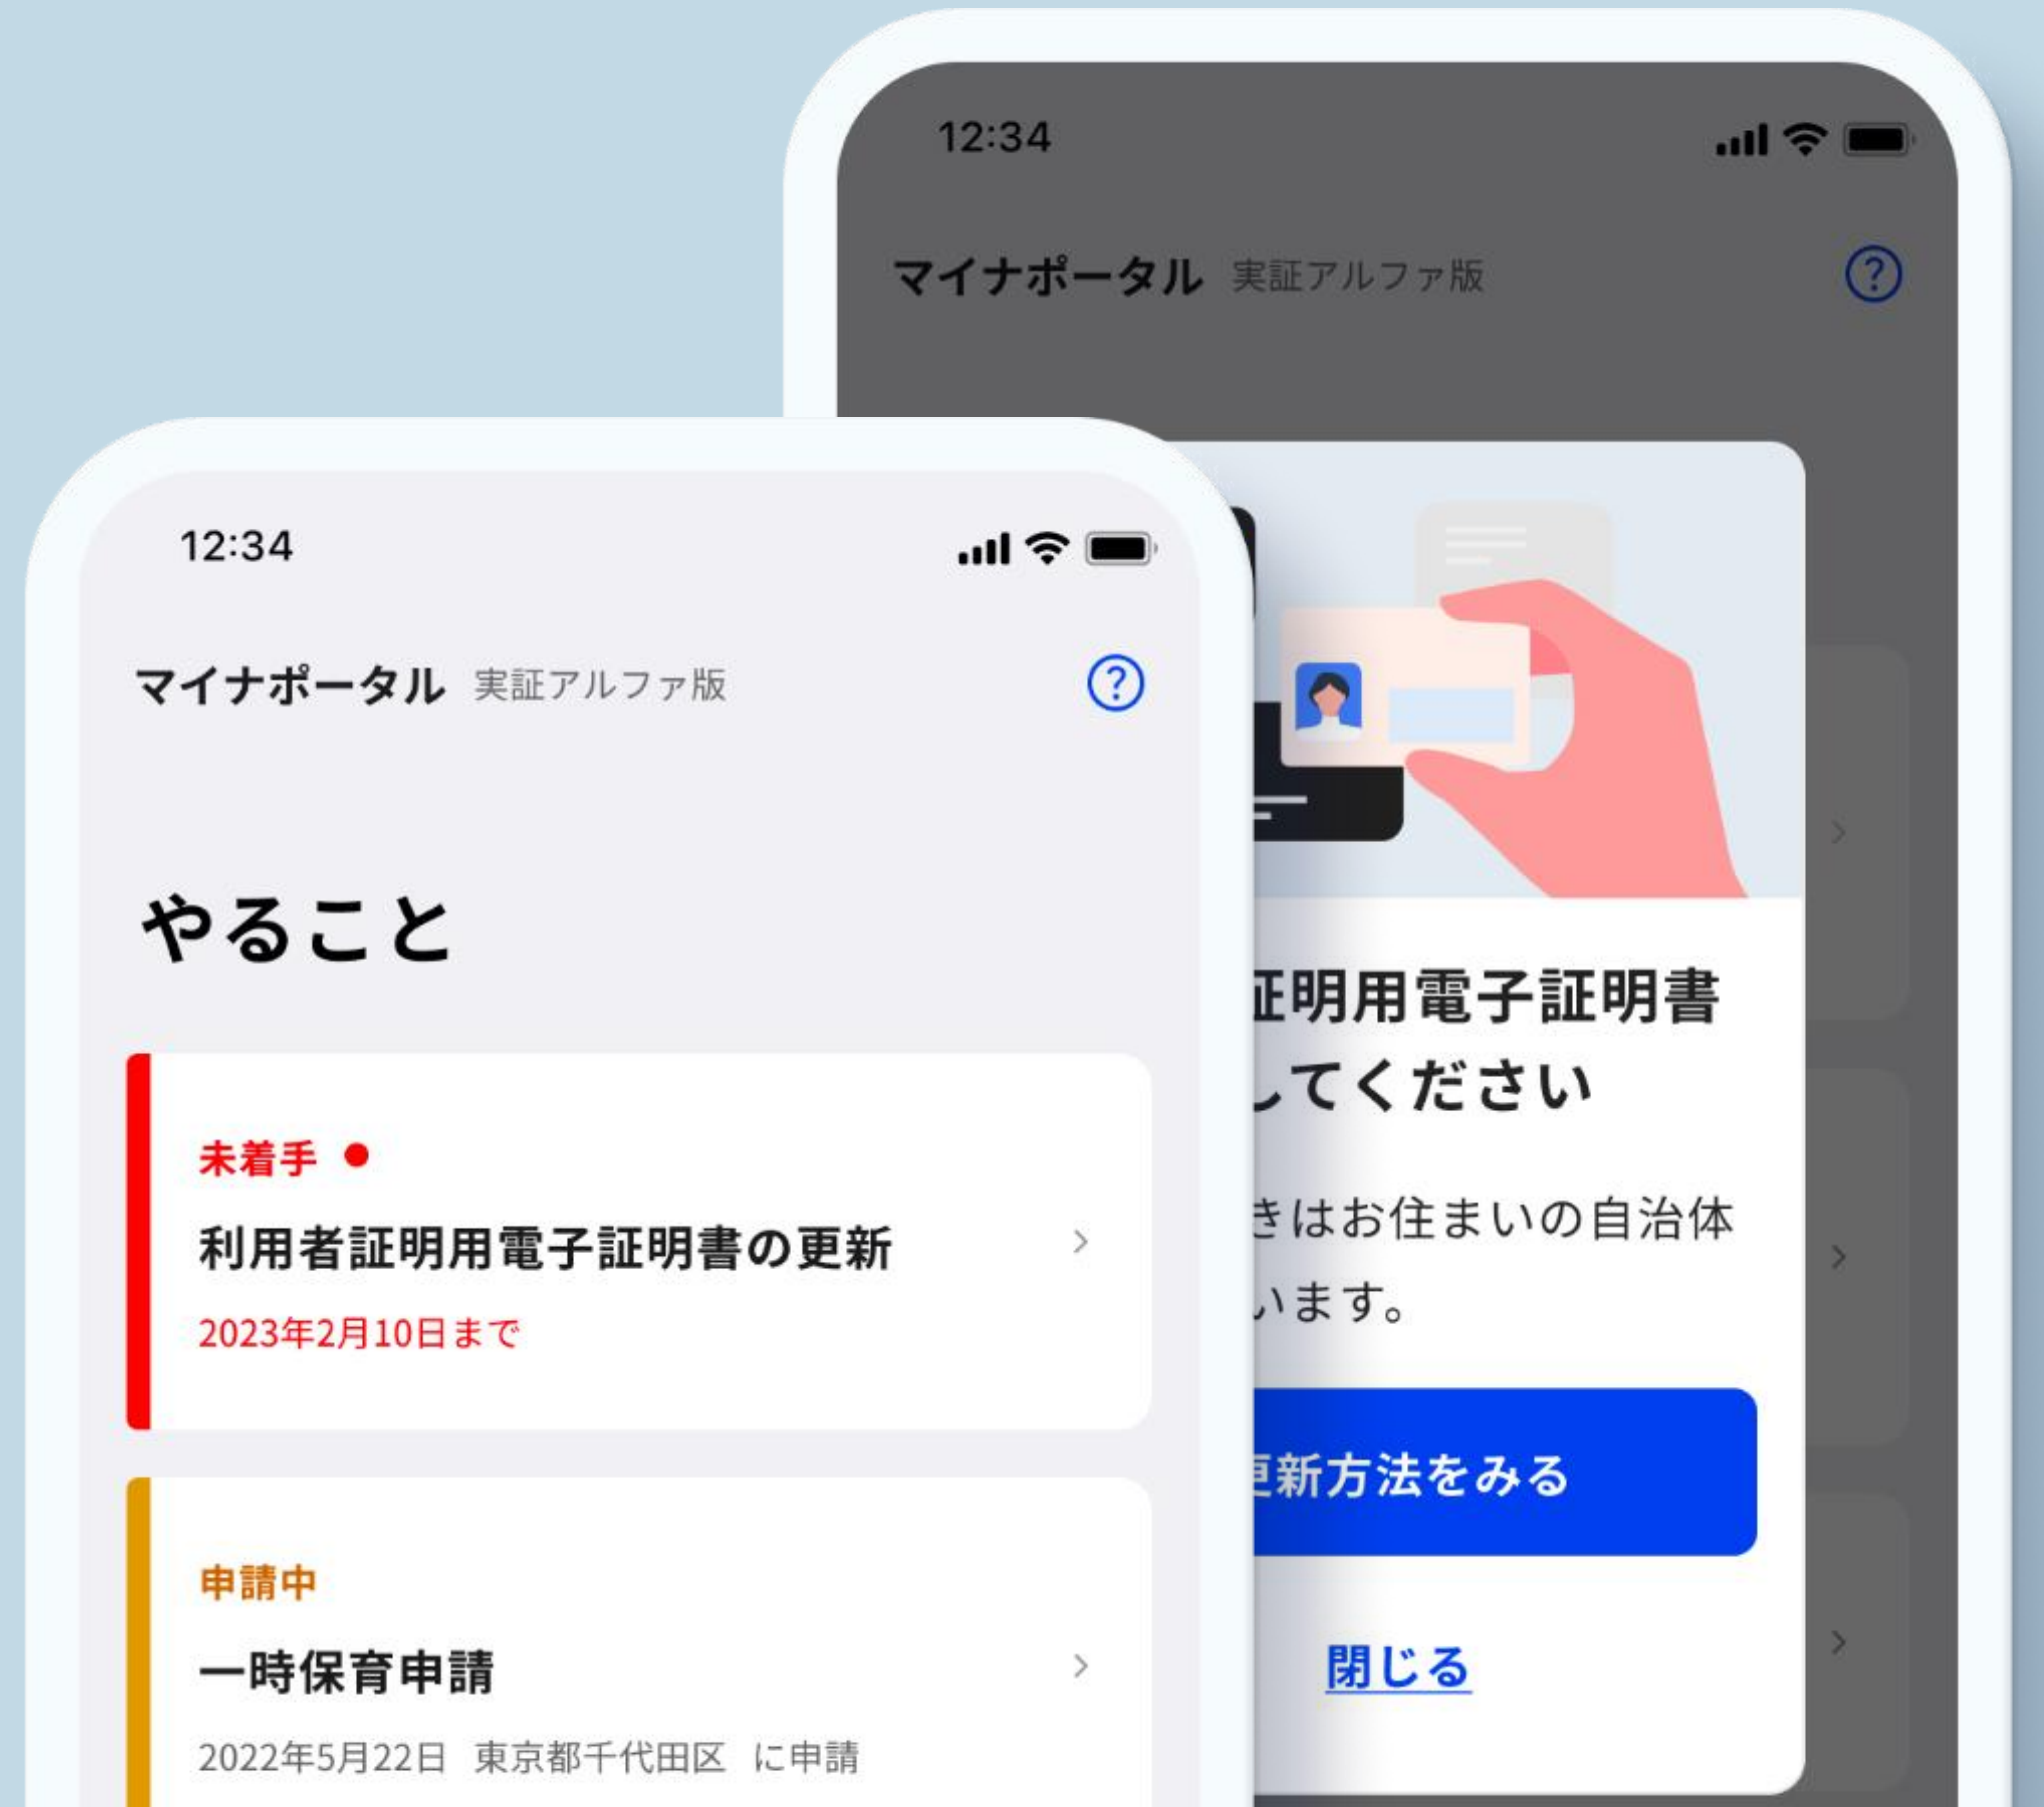 12:34
マイナポータル 実証アルファ版
証明用電子証明書
してください
きはお住まいの自治体
います。
更新方法をみる
閉じる
12:34
マイナポータル 実証アルファ版
やること
未着手
利用者証明用電子証明書の更新
2023年2月10日まで
申請中
一時保育申請
2022年5月22日 東京都千代田区 に申請